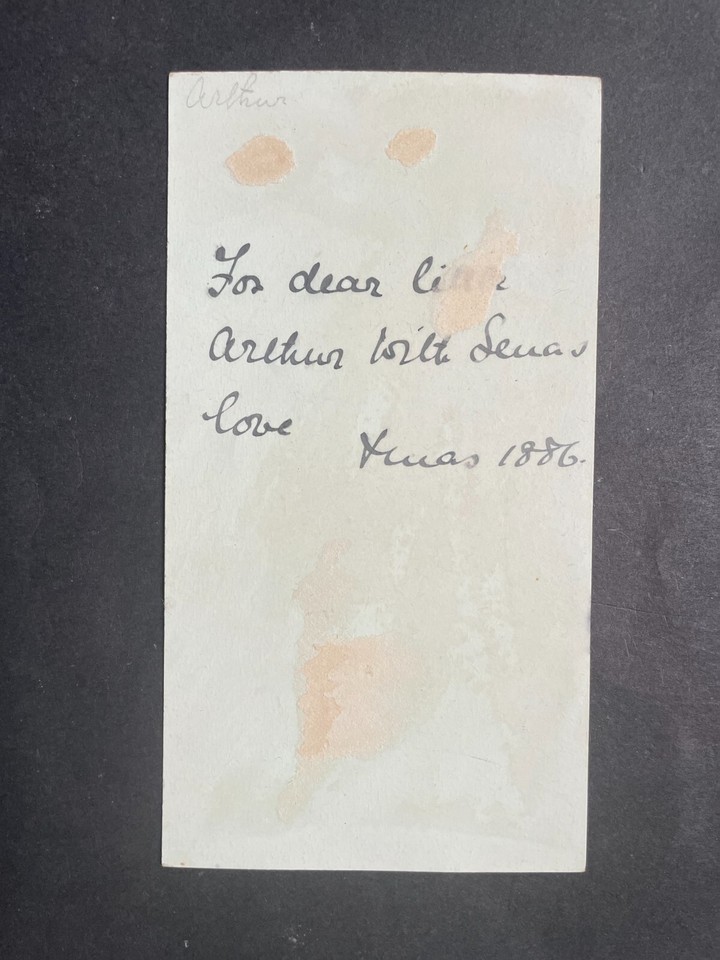 Arthur
For dear
Arthur With Lenas
love
Xmas 1886.